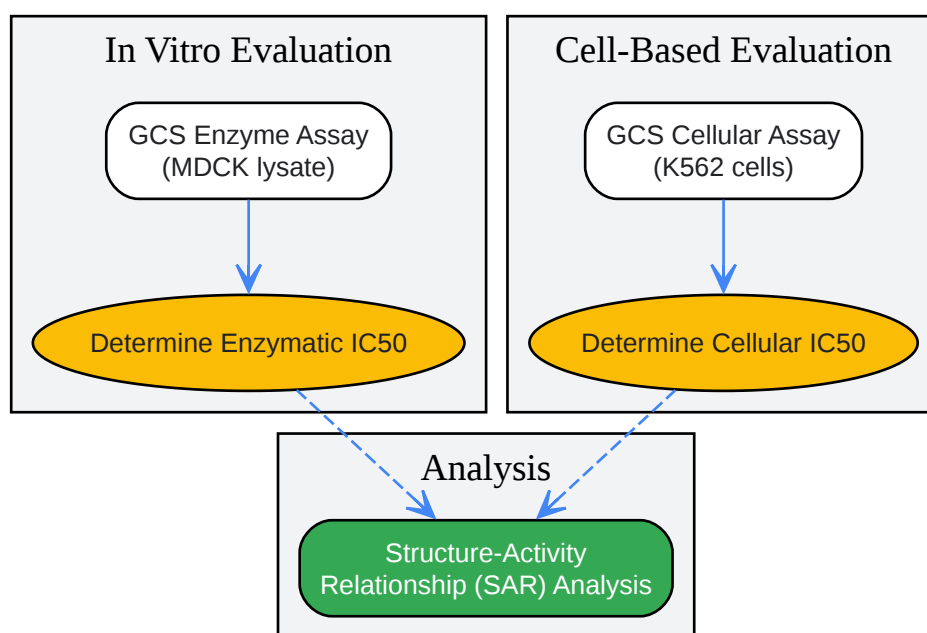 In Vitro Evaluation
GCS Enzyme Assay
(MDCK lysate)
Determine Enzymatic IC50
Cell-Based Evaluation
GCS Cellular Assay
(K562 cells)
Determine Cellular IC50
Analysis
Structure-Activity
Relationship (SAR) Analysis